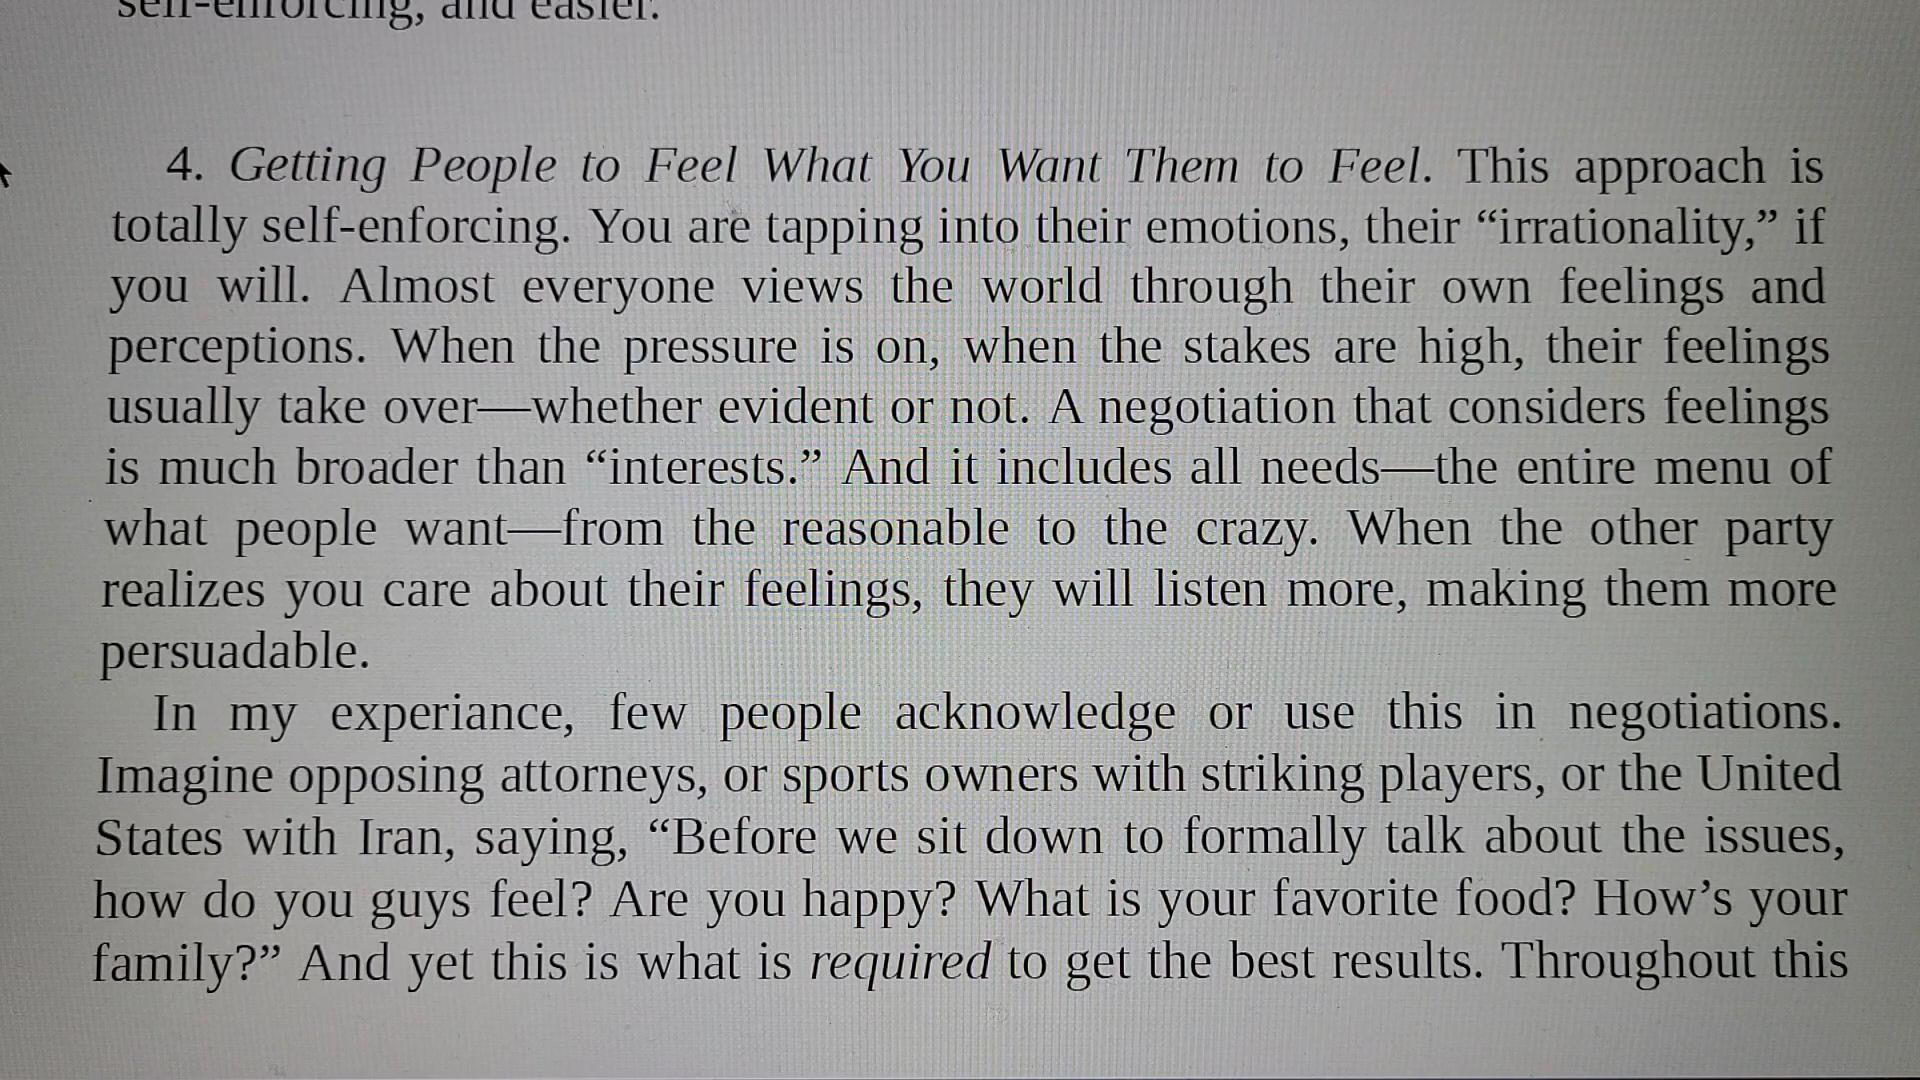 self-enforcing, and easier.
4. Getting People to Feel What You Want Them to Feel. This approach is
totally self-enforcing. You are tapping into their emotions, their “irrationality,” if
you will. Almost everyone views the world through their own feelings and
perceptions. When the pressure is on, when the stakes are high, their feelings
usually take over—whether evident or not. A negotiation that considers feelings
is much broader than “interests.” And it includes all needs—the entire menu of
what people want—from the reasonable to the crazy. When the other party
realizes you care about their feelings, they will listen more, making them more
persuadable.
In my experiance, few people acknowledge or use this in negotiations.
Imagine opposing attorneys, or sports owners with striking players, or the United
States with Iran, saying, “Before we sit down to formally talk about the issues,
how do you guys feel? Are you happy? What is your favorite food? How’s your
family?” And yet this is what is required to get the best results. Throughout this